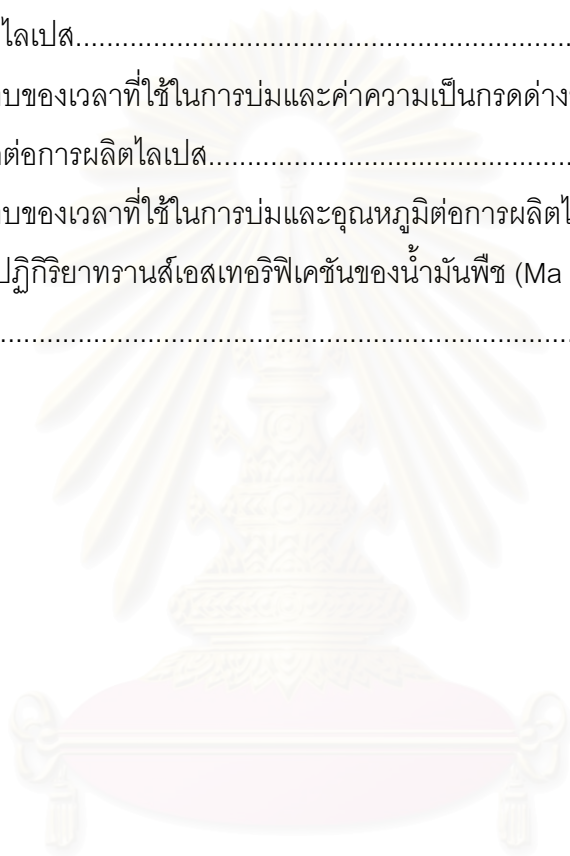 ไลเปส............................................................
บของเวลาที่ใช้ในการบ่มและค่าความเป็นกรดด่าง
ต่อการผลิตไลเปส............................................
บของเวลาที่ใช้ในการบ่มและอุณหภูมิต่อการผลิตไ
ปฏิกิริยาทรานส์เอสเทอริฟิเคชันของน้ำมันพืช (Ma
......................................................................